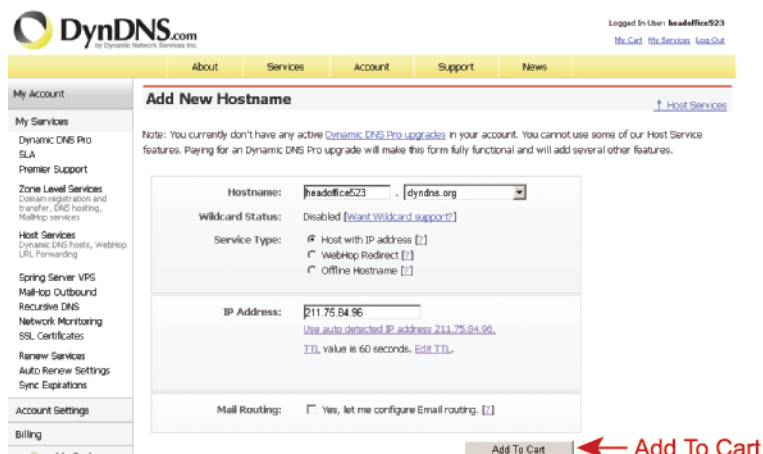 DynDNS.com
by Dynamic Network Services Inc.
Logged In User: headoffice523
My Cart My Services Log Out
About Services Account Support News
My Account
My Services
Dynamic DNS Pro
SLA
Premier Support
Zone Level Services
Domain registration and
transfer, DNS hosting,
MailHop services
Host Services
Dynamic DNS hosts, WebHop
URL Forwarding
Spring Server VPS
MailHop Outbound
Recursive DNS
Network Monitoring
SSL Certificates
Renew Services
Auto Renew Settings
Sync Expirations
Account Settings
Billing
Add New Hostname
↑ Host Services
Note: You currently don't have any active Dynamic DNS Pro upgrades in your account. You cannot use some of our Host Service
features. Paying for an Dynamic DNS Pro upgrade will make this form fully functional and will add several other features.
Hostname: headoffice523 . dyndns.org
Wildcard Status: Disabled [Want Wildcard support?]
Service Type: Host with IP address [?]
WebHop Redirect [?]
Offline Hostname [?]
IP Address: 211.75.84.96
Use auto detected IP address 211.75.84.96.
TTL value is 60 seconds. Edit TTL.
Mail Routing: Yes, let me configure Email routing. [?]
Add To Cart
Add To Cart